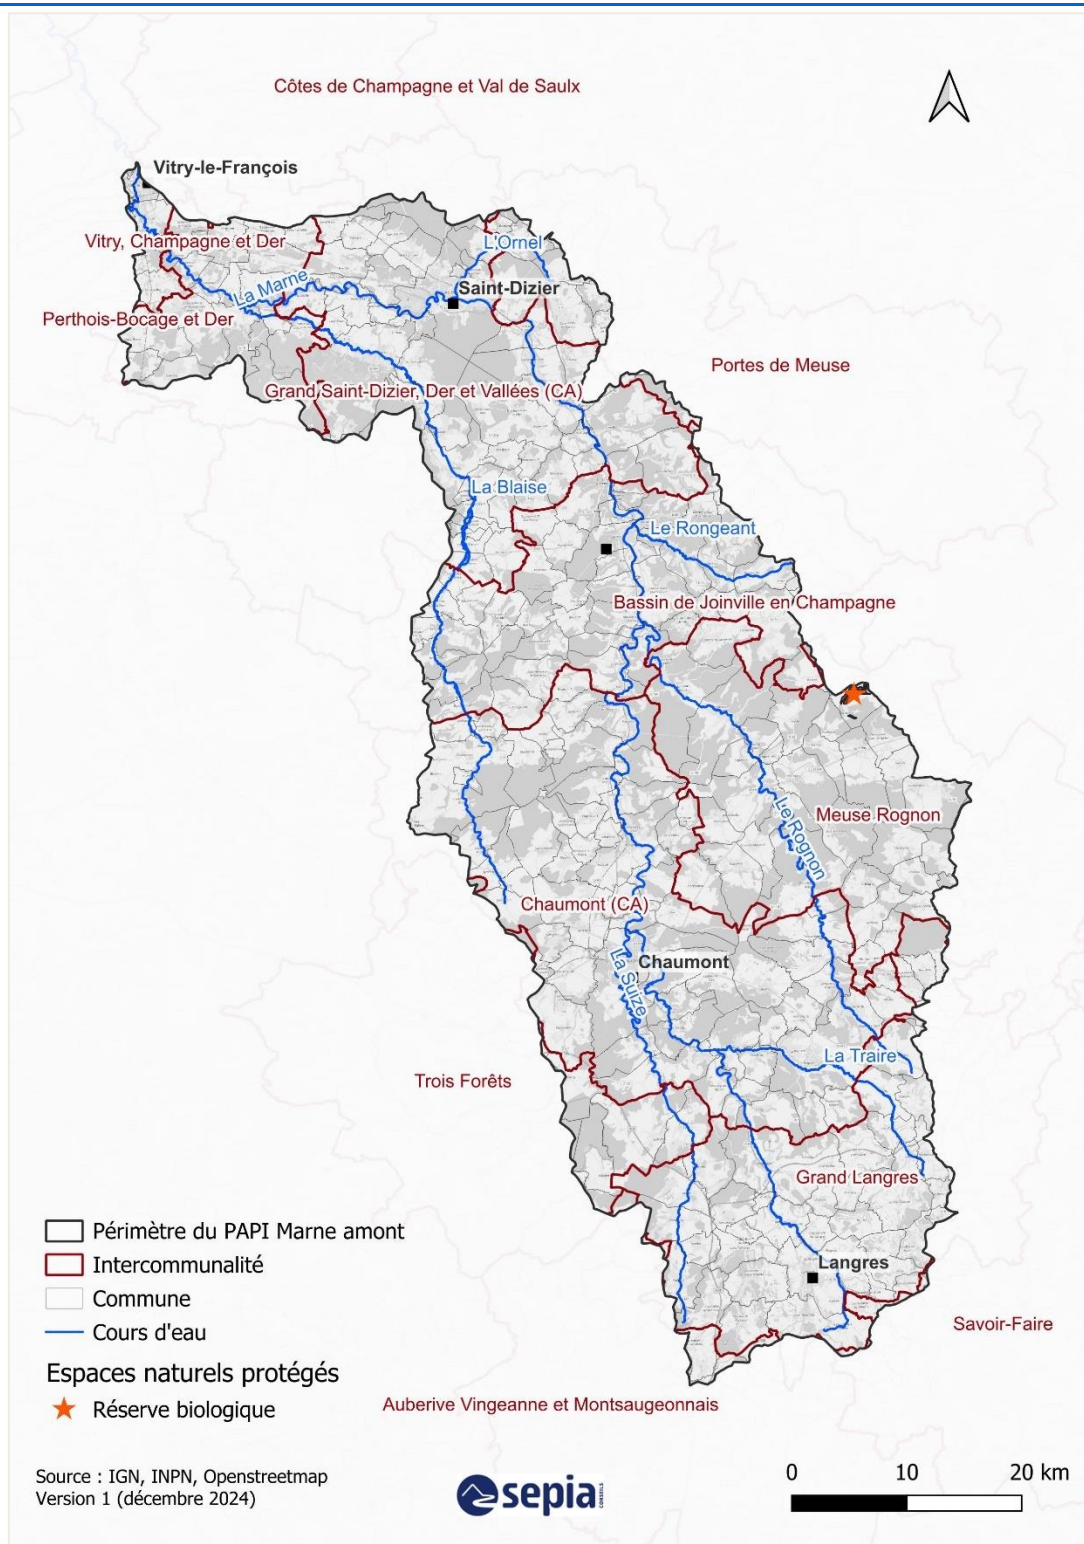 Côtes de Champagne et Val de Saulx
Vitry-le-François
Vitry, Champagne et Der
L'Ornel
La Marne
Saint-Dizier
Perthois-Bocage et Der
Portes de Meuse
Grand Saint-Dizier, Der et Vallées (CA)
La Blaise
Le Rongeant
Bassin de Joinville en Champagne
Le Rognon
Meuse Rognon
Chaumont (CA)
Chaumont
La Suize
La Traire
Trois Forêts
Grand Langres
Langres
Savoir-Faire
Auberive Vingeanne et Montsaugeonnais
Périmètre du PAPI Marne amont
Intercommunalité
Commune
Cours d'eau
Espaces naturels protégés
Réserve biologique
Source : IGN, INPN, Openstreetmap
Version 1 (décembre 2024)
sepia
CONSEILS
0 10 20 km